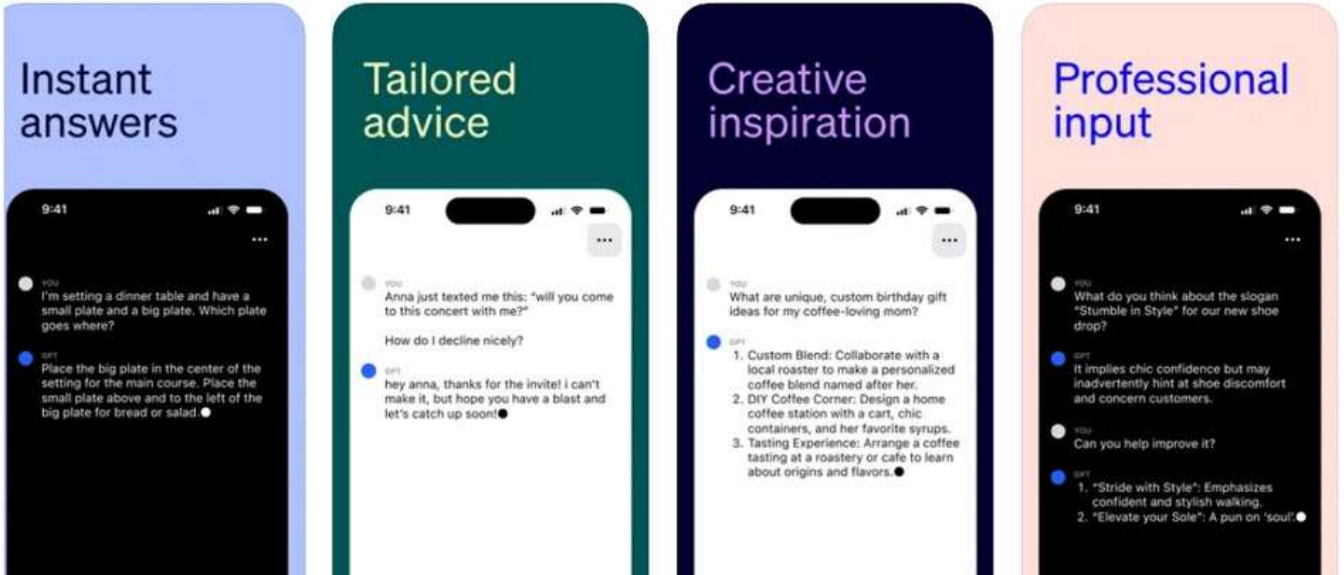 Instant
answers
9:41
YOU
I'm setting a dinner table and have a
small plate and a big plate. Which plate
goes where?
GPT
Place the big plate in the center of the
setting for the main course. Place the
small plate above and to the left of the
big plate for bread or salad.
Tailored
advice
9:41
YOU
Anna just texted me this: "will you come
to this concert with me?"
How do I decline nicely?
GPT
hey anna, thanks for the invite! i can't
make it, but hope you have a blast and
let's catch up soon!
Creative
inspiration
9:41
YOU
What are unique, custom birthday gift
ideas for my coffee-loving mom?
GPT
1. Custom Blend: Collaborate with a
local roaster to make a personalized
coffee blend named after her.
2. DIY Coffee Corner: Design a home
coffee station with a cart, chic
containers, and her favorite syrups.
3. Tasting Experience: Arrange a coffee
tasting at a roastery or cafe to learn
about origins and flavors.
Professional
input
9:41
YOU
What do you think about the slogan
"Stumble in Style" for our new shoe
drop?
GPT
It implies chic confidence but may
inadvertently hint at shoe discomfort
and concern customers.
YOU
Can you help improve it?
GPT
1. "Stride with Style": Emphasizes
confident and stylish walking.
2. "Elevate your Sole": A pun on 'soul'.